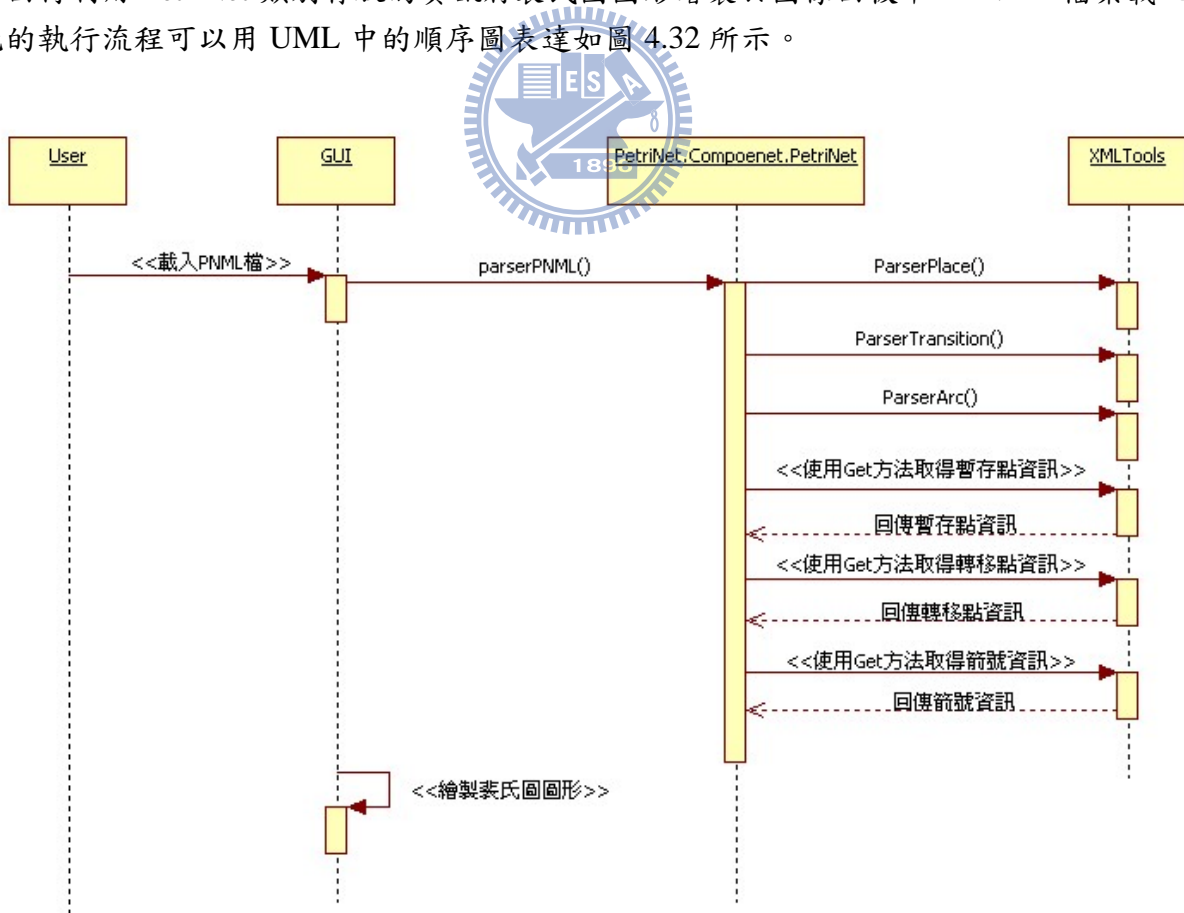 的執行流程可以用 UML 中的順序圖表達如圖 4.32 所示。
E S A
8
1896
User
GUI
PetriNet.Compoenet.PetriNet
XMLTools
<<載入PNML檔>>
parserPNML()
ParserPlace()
ParserTransition()
ParserArc()
<<使用Get方法取得暫存點資訊>>
回傳暫存點資訊
<<使用Get方法取得轉移點資訊>>
回傳轉移點資訊
<<使用Get方法取得箭號資訊>>
回傳箭號資訊
<<繪製裴氏圖圖形>>